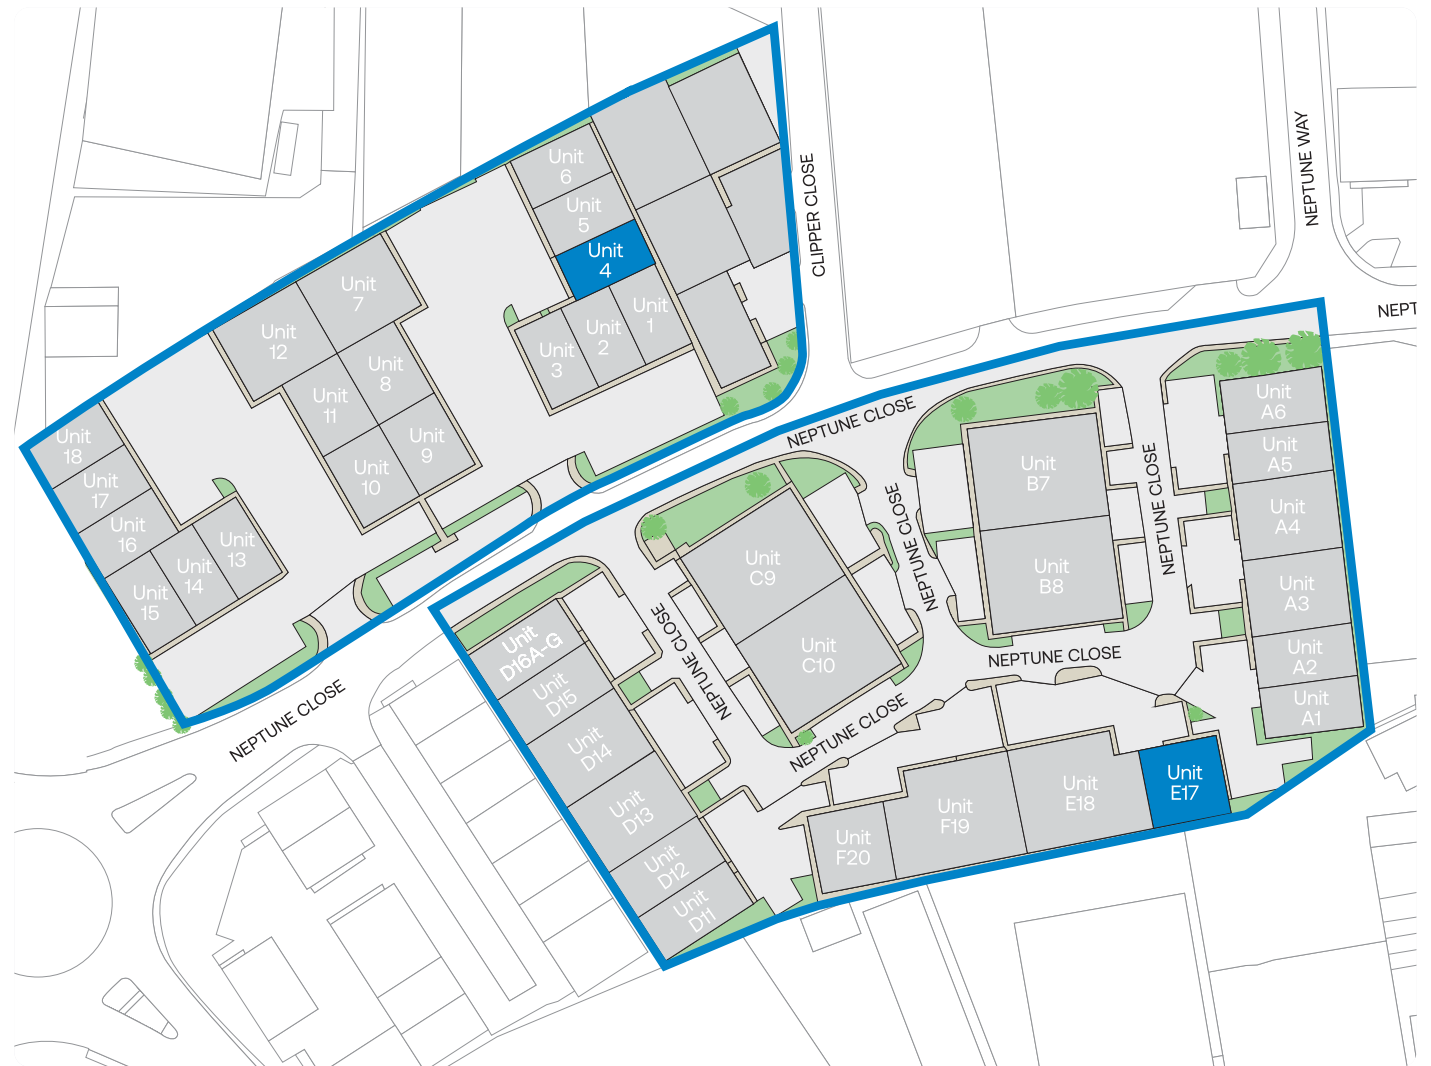 Unit
6
Unit
5
Unit
4
Unit
1
Unit
2
Unit
3
Unit
7
Unit
12
Unit
8
Unit
11
Unit
9
Unit
10
Unit
18
Unit
17
Unit
16
Unit
15
Unit
14
Unit
13
CLIPPER CLOSE
NEPTUNE WAY
NEPT
NEPTUNE CLOSE
NEPTUNE CLOSE
NEPTUNE CLOSE
NEPTUNE CLOSE
NEPTUNE CLOSE
NEPTUNE CLOSE
NEPTUNE CLOSE
NEPTUNE CLOSE
Unit
A6
Unit
A5
Unit
A4
Unit
A3
Unit
A2
Unit
A1
Unit
B7
Unit
B8
Unit
C9
Unit
C10
Unit
D16A-G
Unit
D15
Unit
D14
Unit
D13
Unit
D12
Unit
D11
Unit
E17
Unit
E18
Unit
F19
Unit
F20